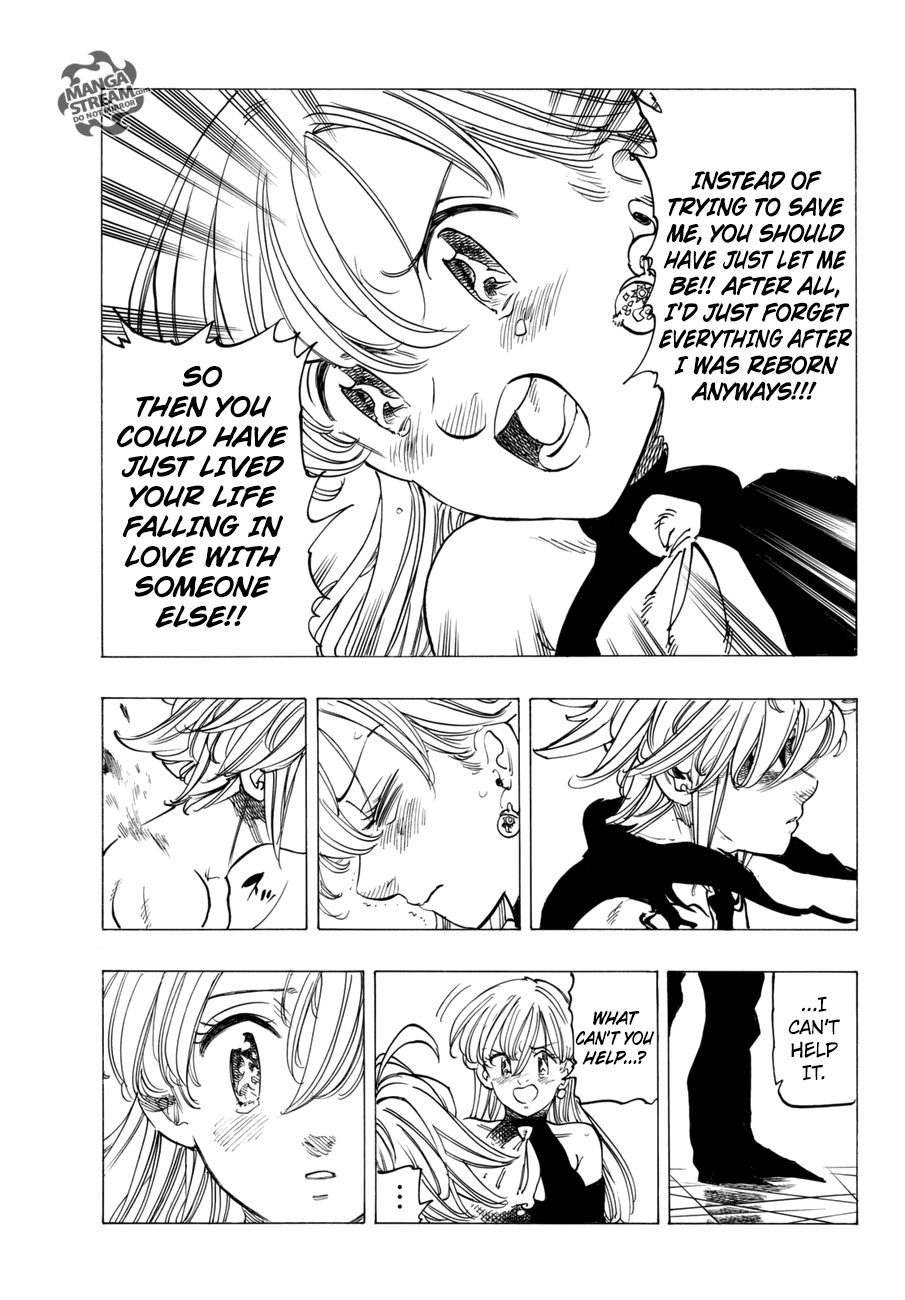 MANGA
STREAM.com
DO NOT MIRROR
INSTEAD OF
TRYING TO SAVE
ME, YOU SHOULD
HAVE JUST LET ME
BE!! AFTER ALL,
I'D JUST FORGET
EVERYTHING AFTER
I WAS REBORN
ANYWAYS!!!
SO
THEN YOU
COULD HAVE
JUST LIVED
YOUR LIFE
FALLING IN
LOVE WITH
SOMEONE
ELSE!!
...I
CAN'T
HELP
IT.
WHAT
CAN'T YOU
HELP...?
...